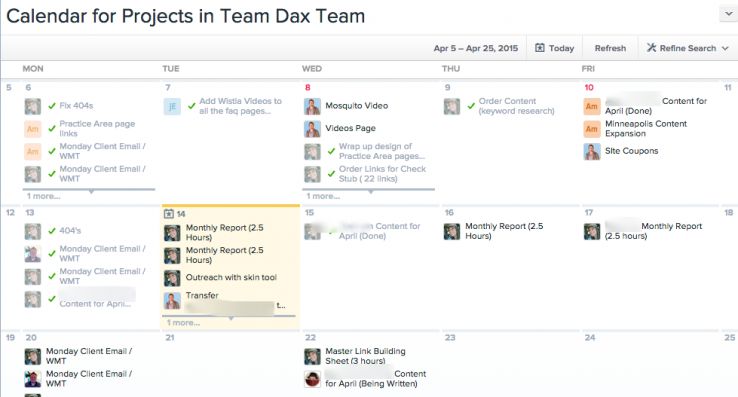 Calendar for Projects in Team Dax Team
Apr 5 – Apr 25, 2015 Today Refresh Refine Search
MON TUE WED THU FRI
5 6 7 8 9 10 11
Fix 404s
Am Practice Area page
links
Am Monday Client Email /
WMT
Monday Client Email /
WMT
1 more...
jE Add Wistia Videos to
all the faq pages...
Mosquito Video
Videos Page
Wrap up design of
Practice Area pages...
Order Links for Check
Stub ( 22 links)
1 more...
Order Content
(keyword research)
Am Content for
April (Done)
Am Minneapolis Content
Expansion
Site Coupons
12 13 14 15 16 17 18
404's
Monday Client Email /
WMT
Monday Client Email /
WMT
Content for April...
Monthly Report (2.5
Hours)
Monthly Report (2.5
Hours)
Outreach with skin tool
Transfer
t...
1 more...
Content for
April (Done)
Monthly Report (2.5
Hours)
Monthly Report
(2.5 hours)
19 20 21 22 23 24 25
Monday Client Email /
WMT
Monday Client Email /
WMT
Master Link Building
Sheet (3 hours)
Content
for April (Being Written)